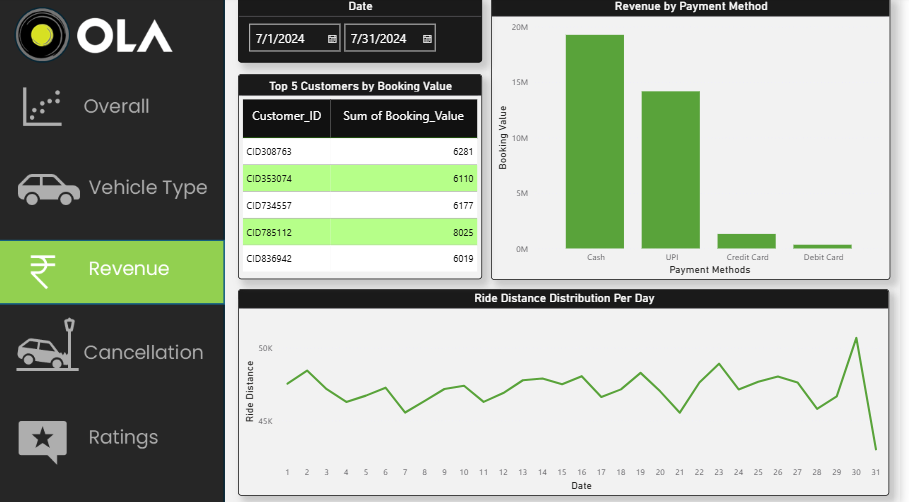 OLA
Overall
Vehicle Type
Revenue
Cancellation
Ratings
Date
7/1/2024 7/31/2024
Top 5 Customers by Booking Value
Customer_ID Sum of Booking_Value
CID308763 6281
CID353074 6110
CID734557 6177
CID785112 8025
CID836942 6019
Revenue by Payment Method
Booking Value
20M
15M
10M
5M
0M
Cash UPI Credit Card Debit Card
Payment Methods
Ride Distance Distribution Per Day
Ride Distance
50K
45K
1 2 3 4 5 6 7 8 9 10 11 12 13 14 15 16 17 18 19 20 21 22 23 24 25 26 27 28 29 30 31
Date